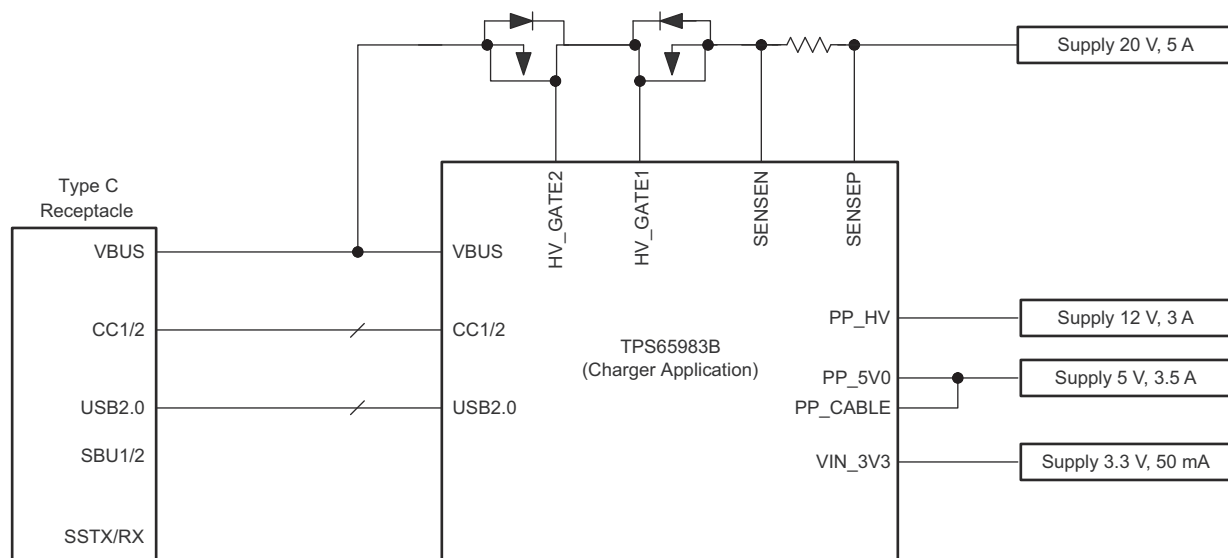 Supply 20 V, 5 A
HV_GATE2
HV_GATE1
SENSEN
SENSEP
Type C
Receptacle
VBUS
VBUS
CC1/2
CC1/2
USB2.0
USB2.0
SBU1/2
SSTX/RX
TPS65983B
(Charger Application)
PP_HV
Supply 12 V, 3 A
PP_5V0
Supply 5 V, 3.5 A
PP_CABLE
VIN_3V3
Supply 3.3 V, 50 mA